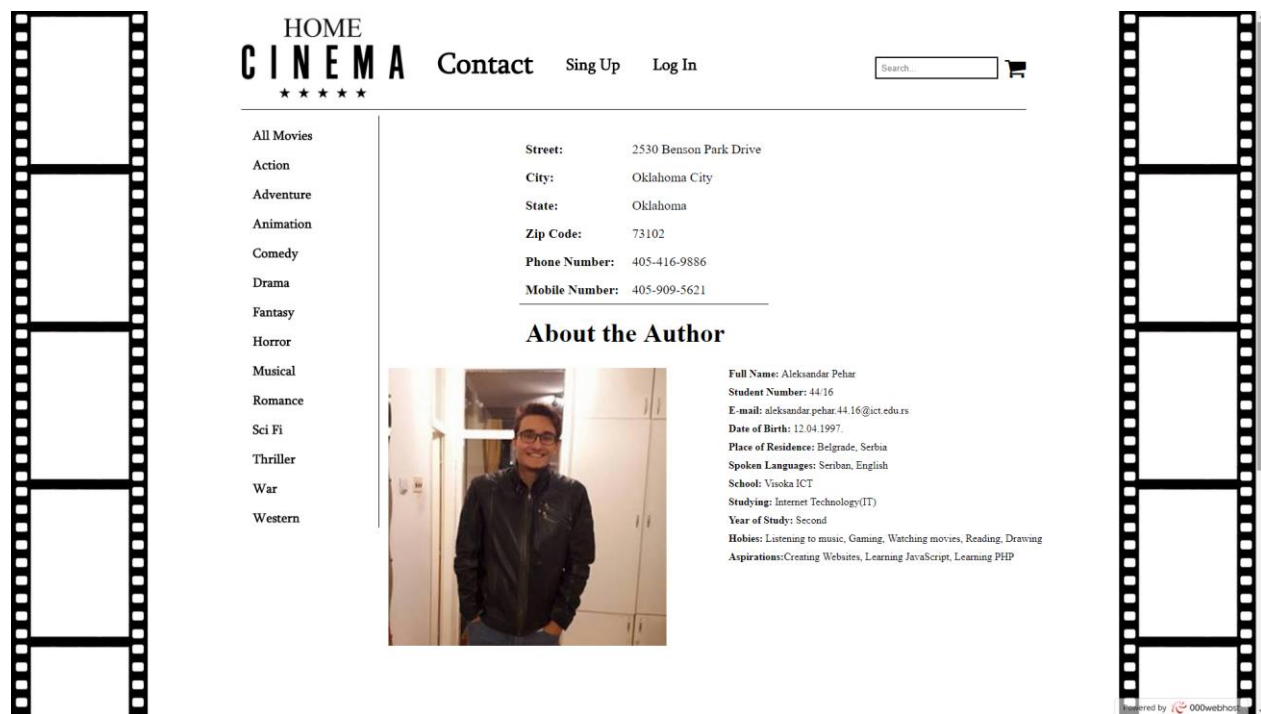 HOME
CINEMA
Contact
Sing Up
Log In
Search...
All Movies
Action
Adventure
Animation
Comedy
Drama
Fantasy
Horror
Musical
Romance
Sci Fi
Thriller
War
Western
Street: 2530 Benson Park Drive
City: Oklahoma City
State: Oklahoma
Zip Code: 73102
Phone Number: 405-416-9886
Mobile Number: 405-909-5621
About the Author
Full Name: Aleksandar Pehar
Student Number: 44/16
E-mail: aleksandar.pehar.44.16@ict.edu.rs
Date of Birth: 12.04.1997.
Place of Residence: Belgrade, Serbia
Spoken Languages: Seriban, English
School: Visoka ICT
Studying: Internet Technology(IT)
Year of Study: Second
Hobies: Listening to music, Gaming, Watching movies, Reading, Drawing
Aspirations:Creating Websites, Learning JavaScript, Learning PHP
Powered by 000webhost